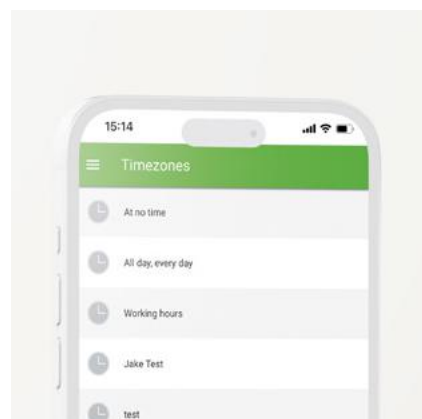 15:14
Timezones
At no time
All day, every day
Working hours
Jake Test
test